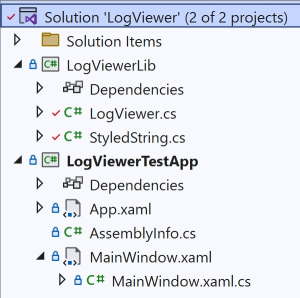 Solution 'LogViewer' (2 of 2 projects)
Solution Items
C# LogViewerLib
Dependencies
C# LogViewer.cs
C# StyledString.cs
C# LogViewerTestApp
Dependencies
App.xaml
C# AssemblyInfo.cs
MainWindow.xaml
C# MainWindow.xaml.cs